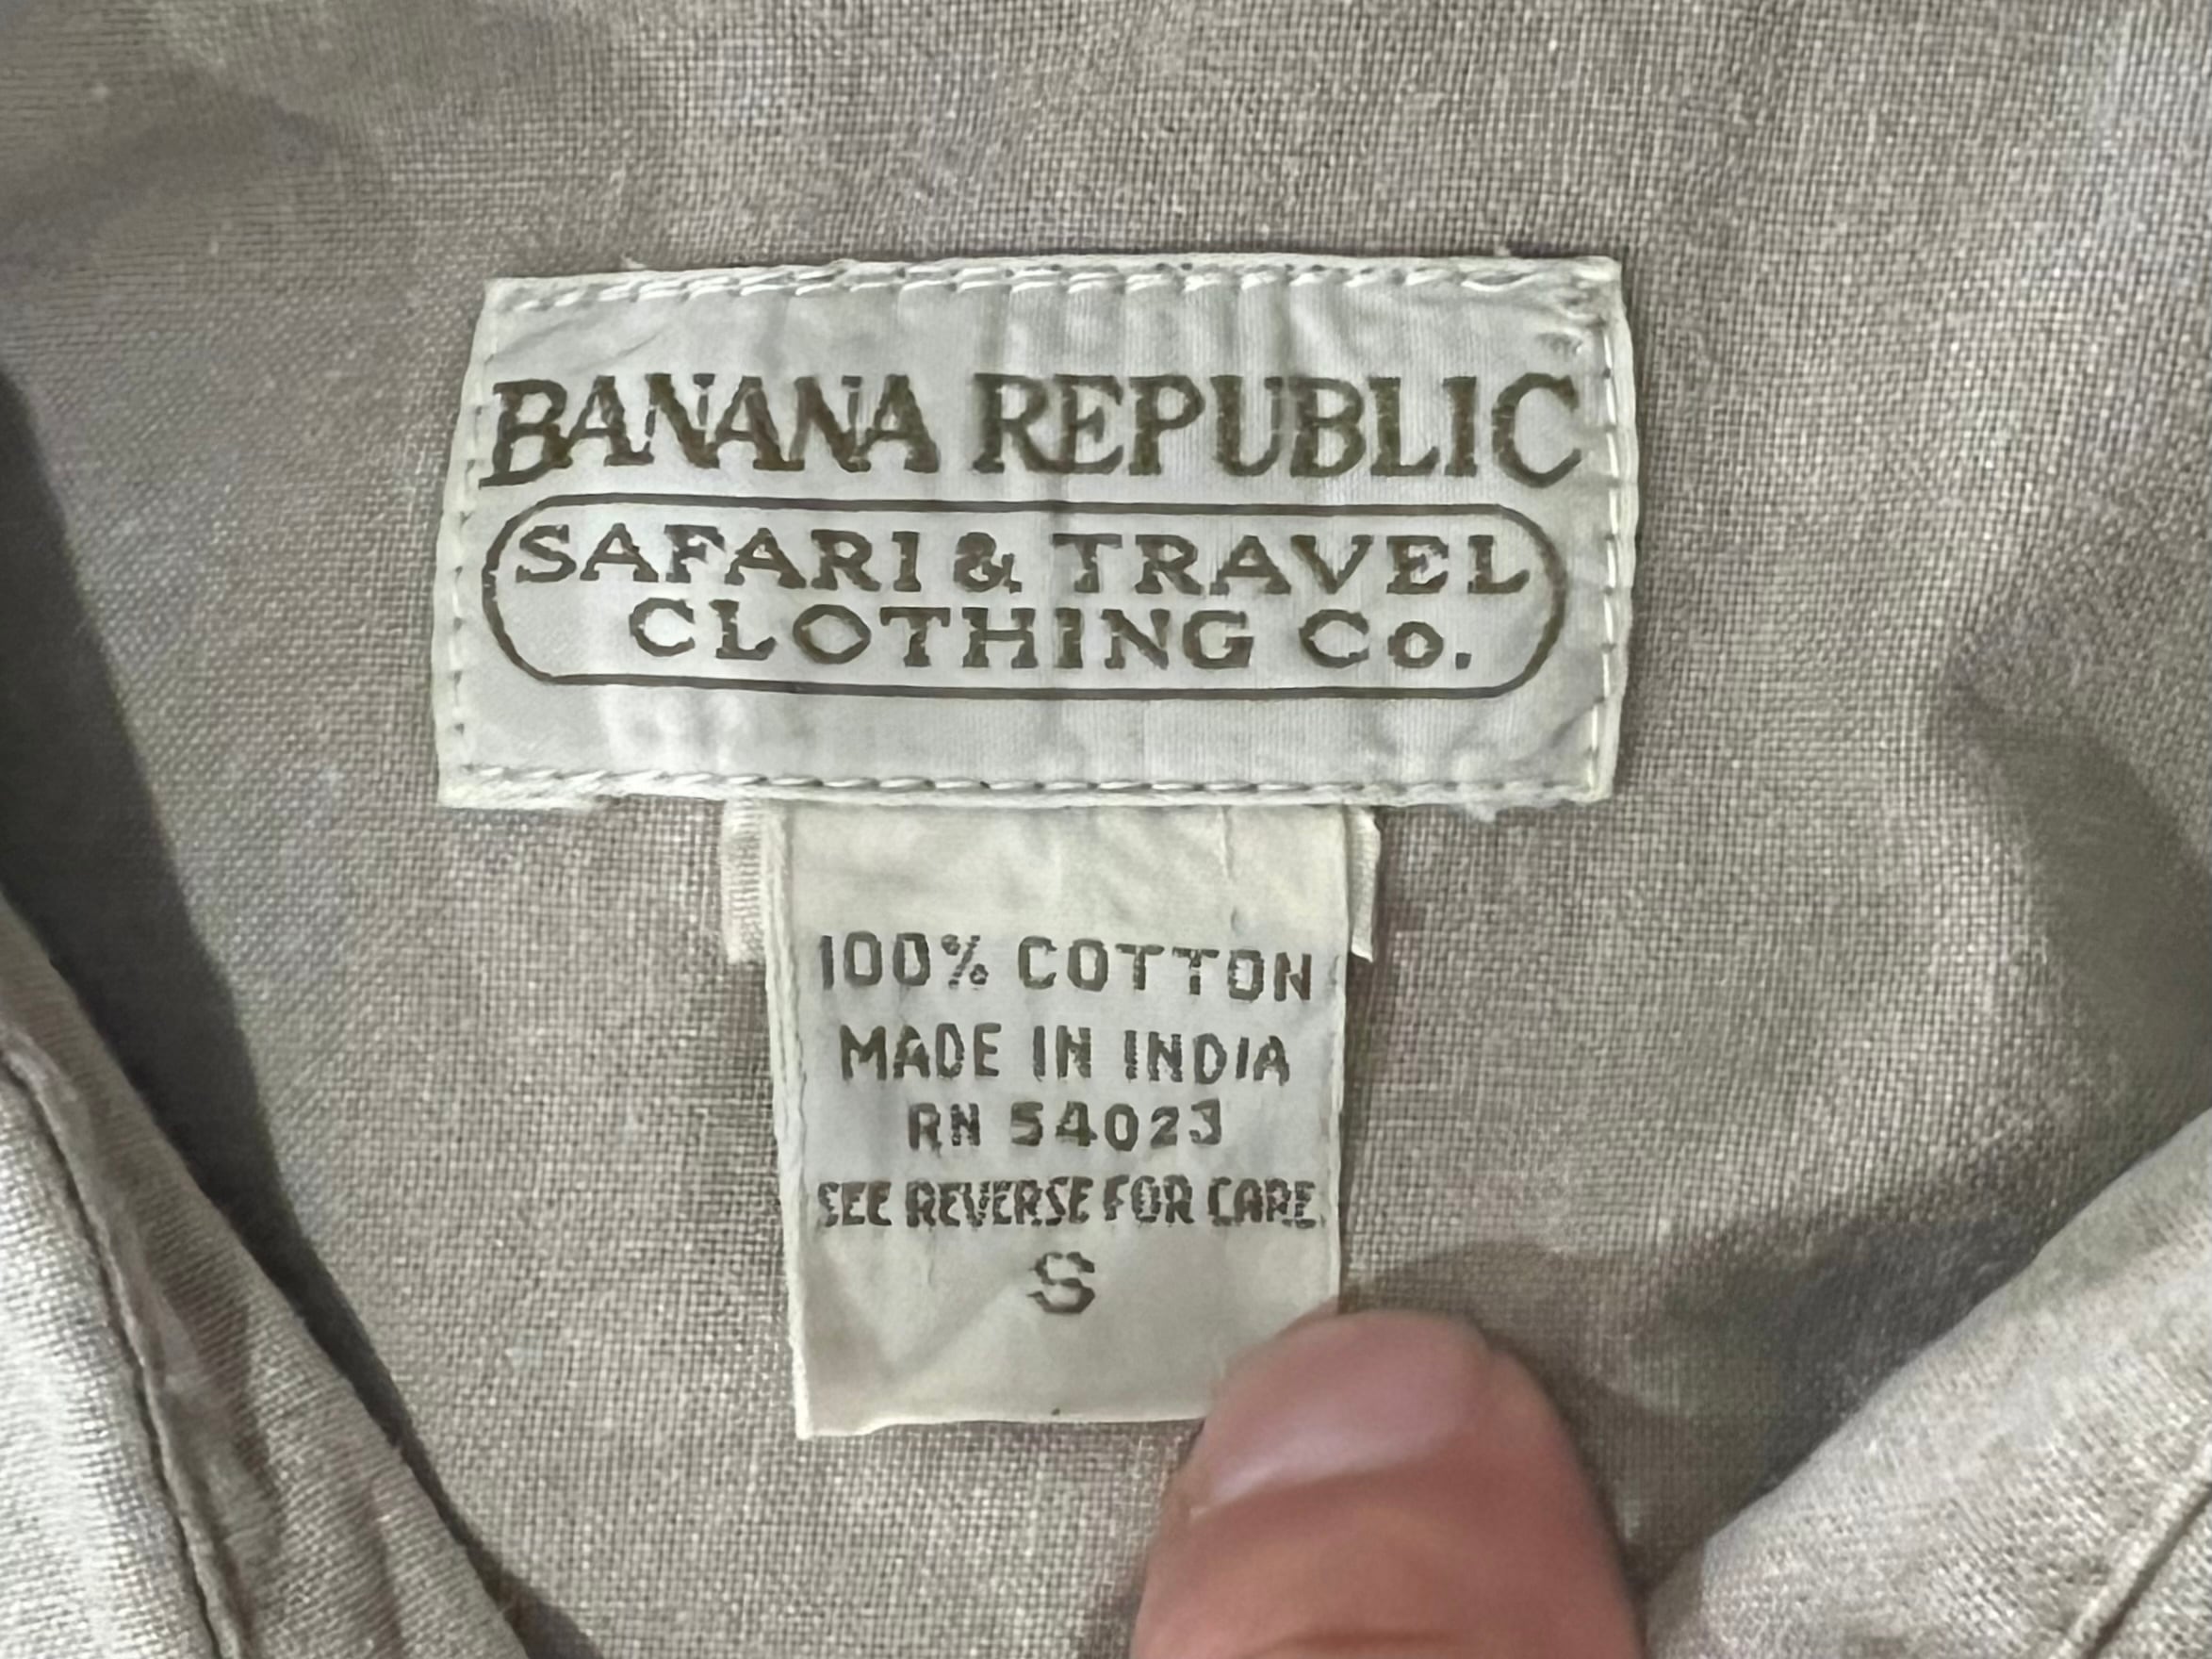 BANANA REPUBLIC
SAFARI & TRAVEL
CLOTHING Co.
100% COTTON
MADE IN INDIA
RN 54023
SEE REVERSE FOR CARE
S